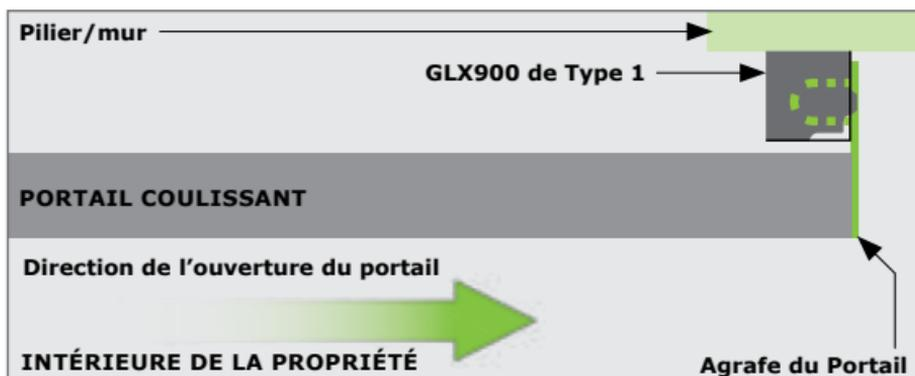 Pilier/mur
GLX900 de Type 1
PORTAIL COULISSANT
Direction de l'ouverture du portail
INTÉRIEURE DE LA PROPRIÉTÉ
Agrafe du Portail